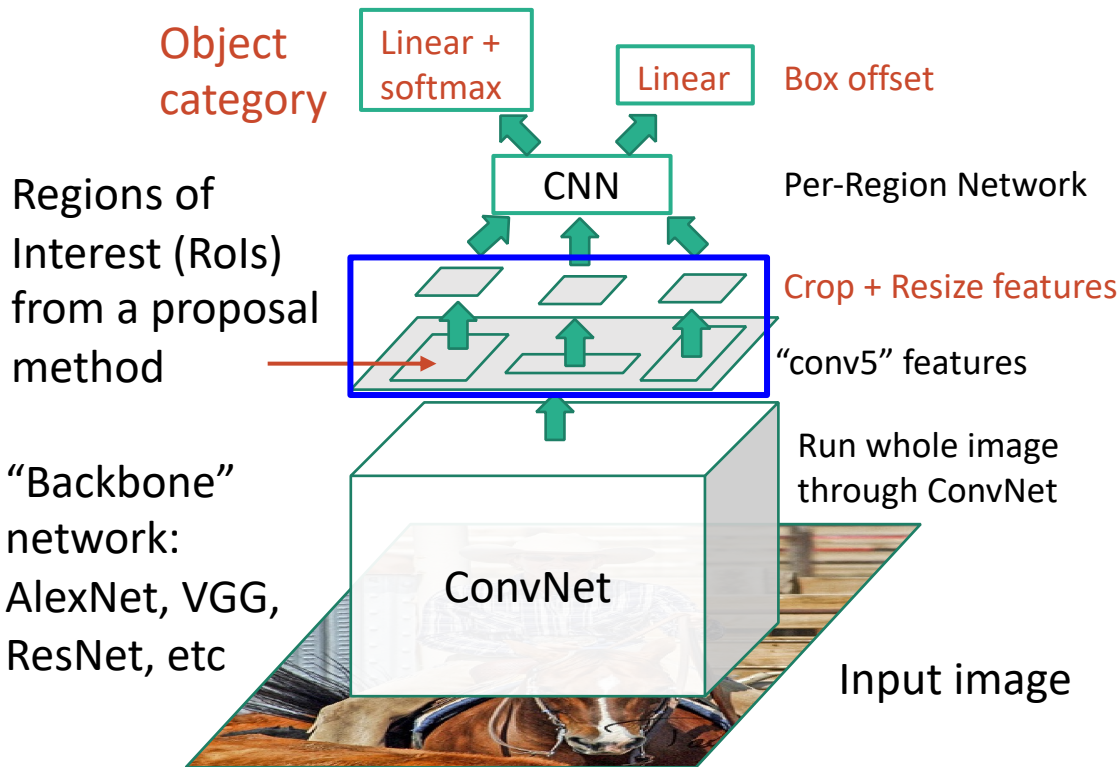 Object
category
Linear +
softmax
Linear
Box offset
CNN
Per-Region Network
Regions of
Interest (RoIs)
from a proposal
method
Crop + Resize features
“conv5” features
Run whole image
through ConvNet
“Backbone”
network:
AlexNet, VGG,
ResNet, etc
ConvNet
Input image